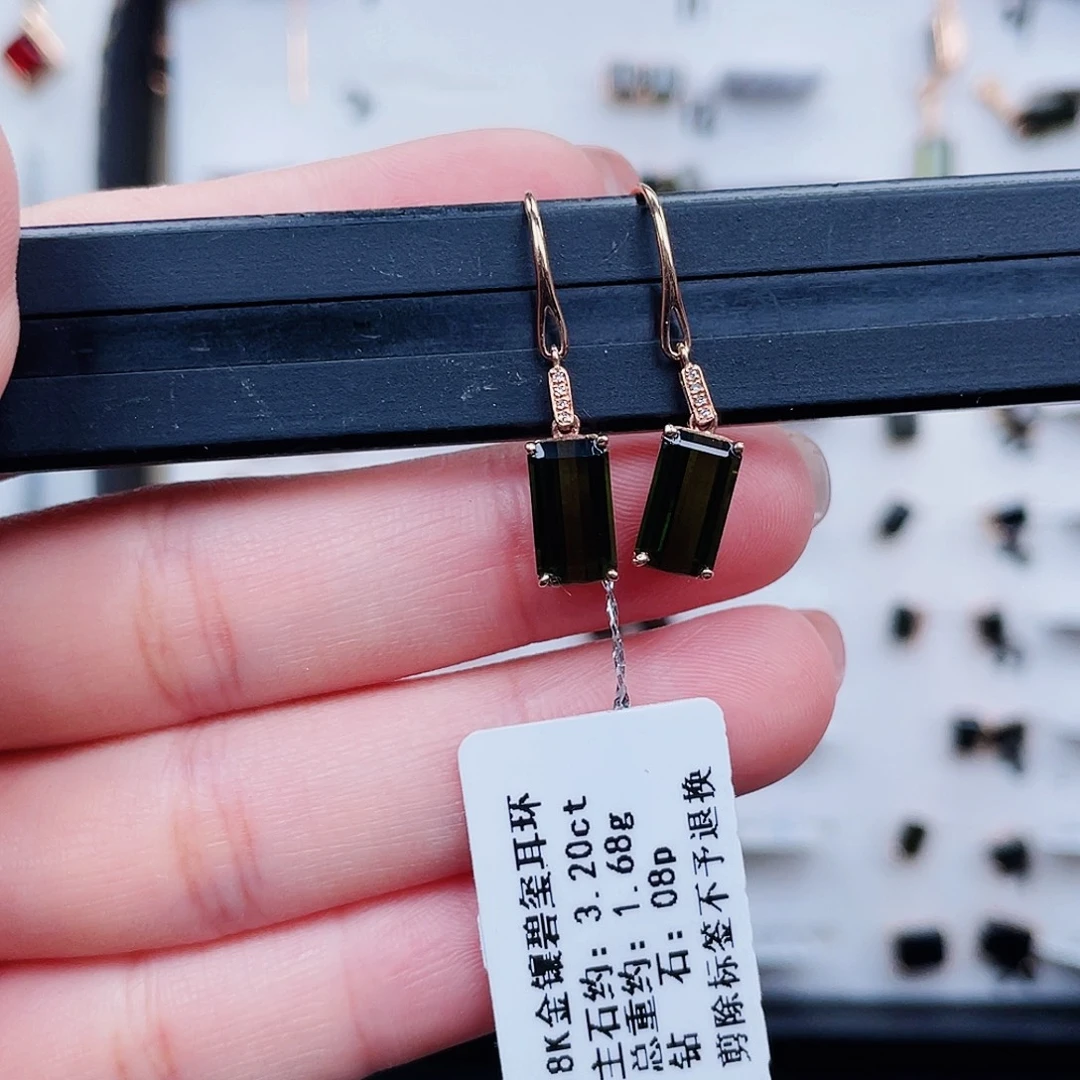 8K金镶碧玺耳环
主石约: 3.20ct
总重约: 1.68g
钻 石: 08p
剪除标签不予退换